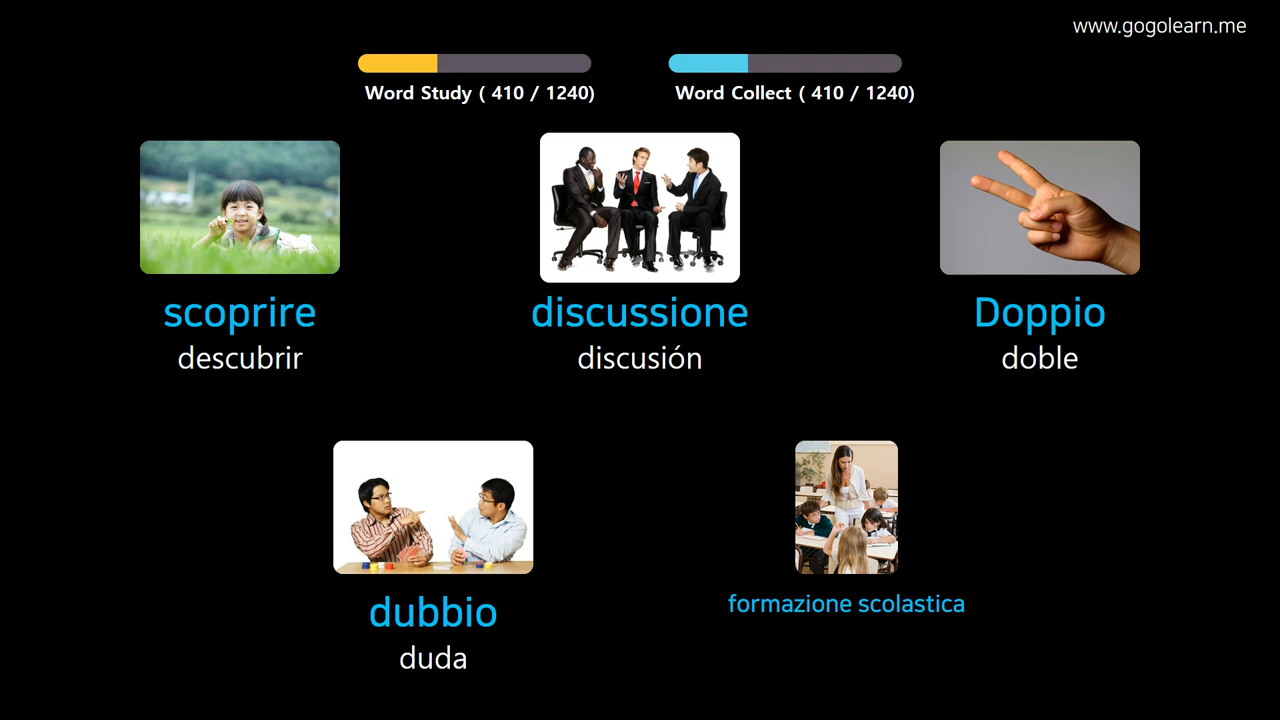 www.gogolearn.me
Word Study ( 410 / 1240)
Word Collect ( 410 / 1240)
scoprire
descubrir
discussione
discusión
Doppio
doble
dubbio
duda
formazione scolastica